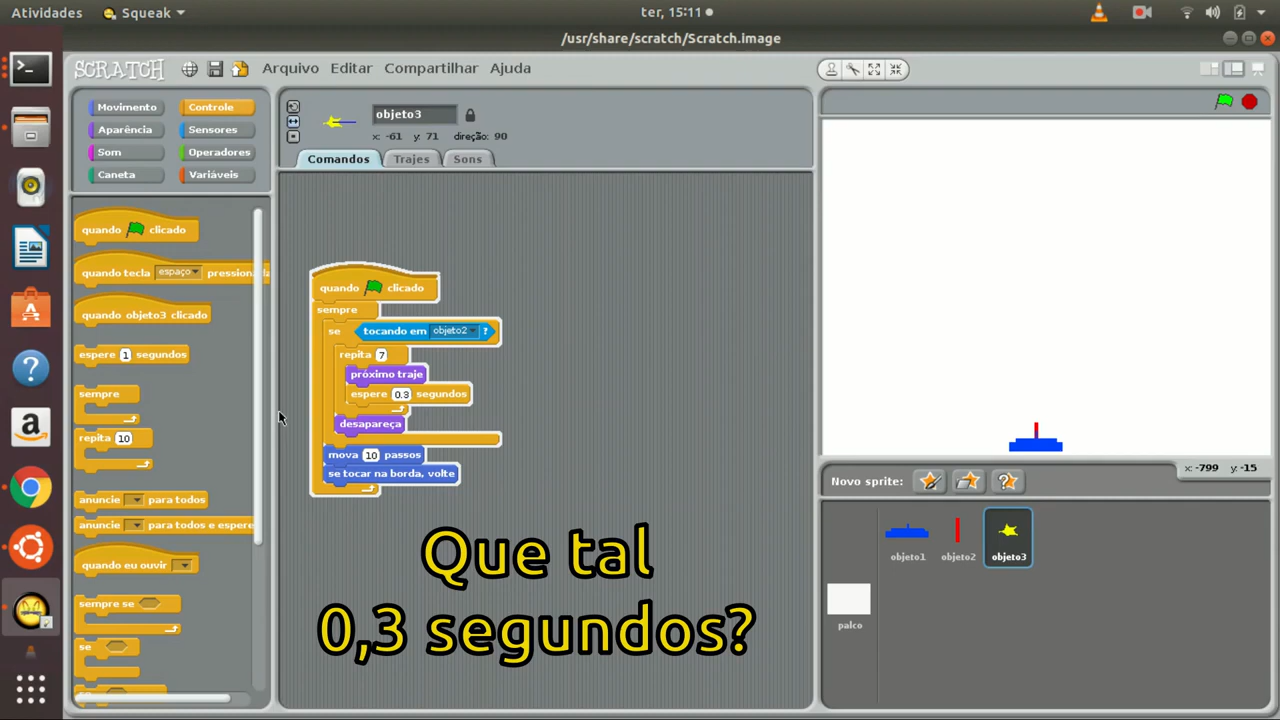 Atividades
Squeak
ter, 15:11
/usr/share/scratch/Scratch.image
SCRATCH
Arquivo Editar Compartilhar Ajuda
Movimento Controle
Aparência Sensores
Som Operadores
Caneta Variáveis
objeto3
x: -61 y: 71 direção: 90
Comandos Trajes Sons
quando clicado
quando tecla espaço pressiona
quando objeto3 clicado
espere 1 segundos
sempre
repita 10
anuncie para todos
anuncie para todos e espere
quando eu ouvir
sempre se
se
quando clicado
sempre
se tocando em objeto2 ?
repita 7
próximo traje
espere 0.3 segundos
desapareça
mova 10 passos
se tocar na borda, volte
Que tal
0,3 segundos?
x: -799 y: -15
Novo sprite:
objeto1 objeto2 objeto3
palco